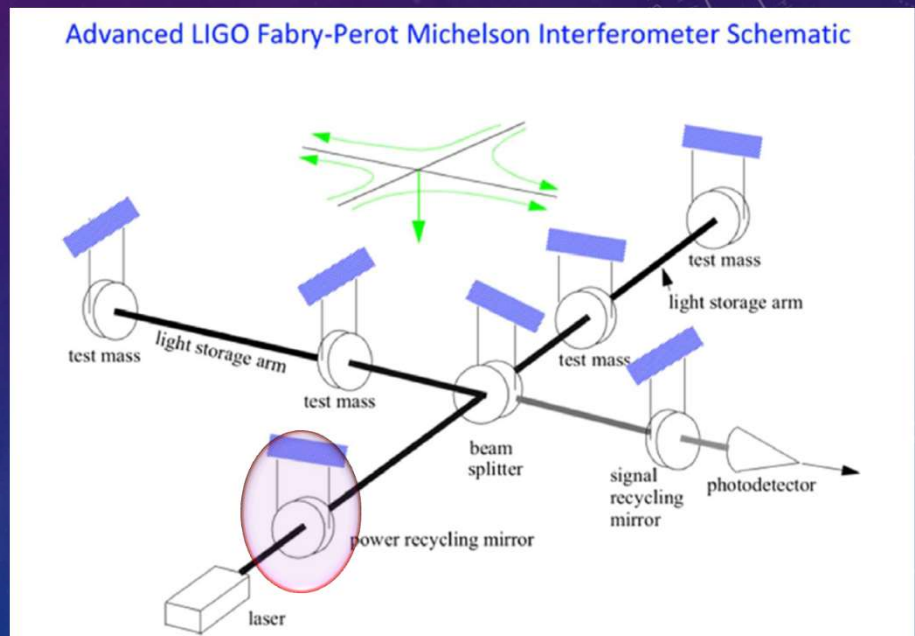 Advanced LIGO Fabry-Perot Michelson Interferometer Schematic
test mass
light storage arm
test mass
light storage arm
test mass
test mass
beam
splitter
signal
recycling
mirror
photodetector
power recycling mirror
laser